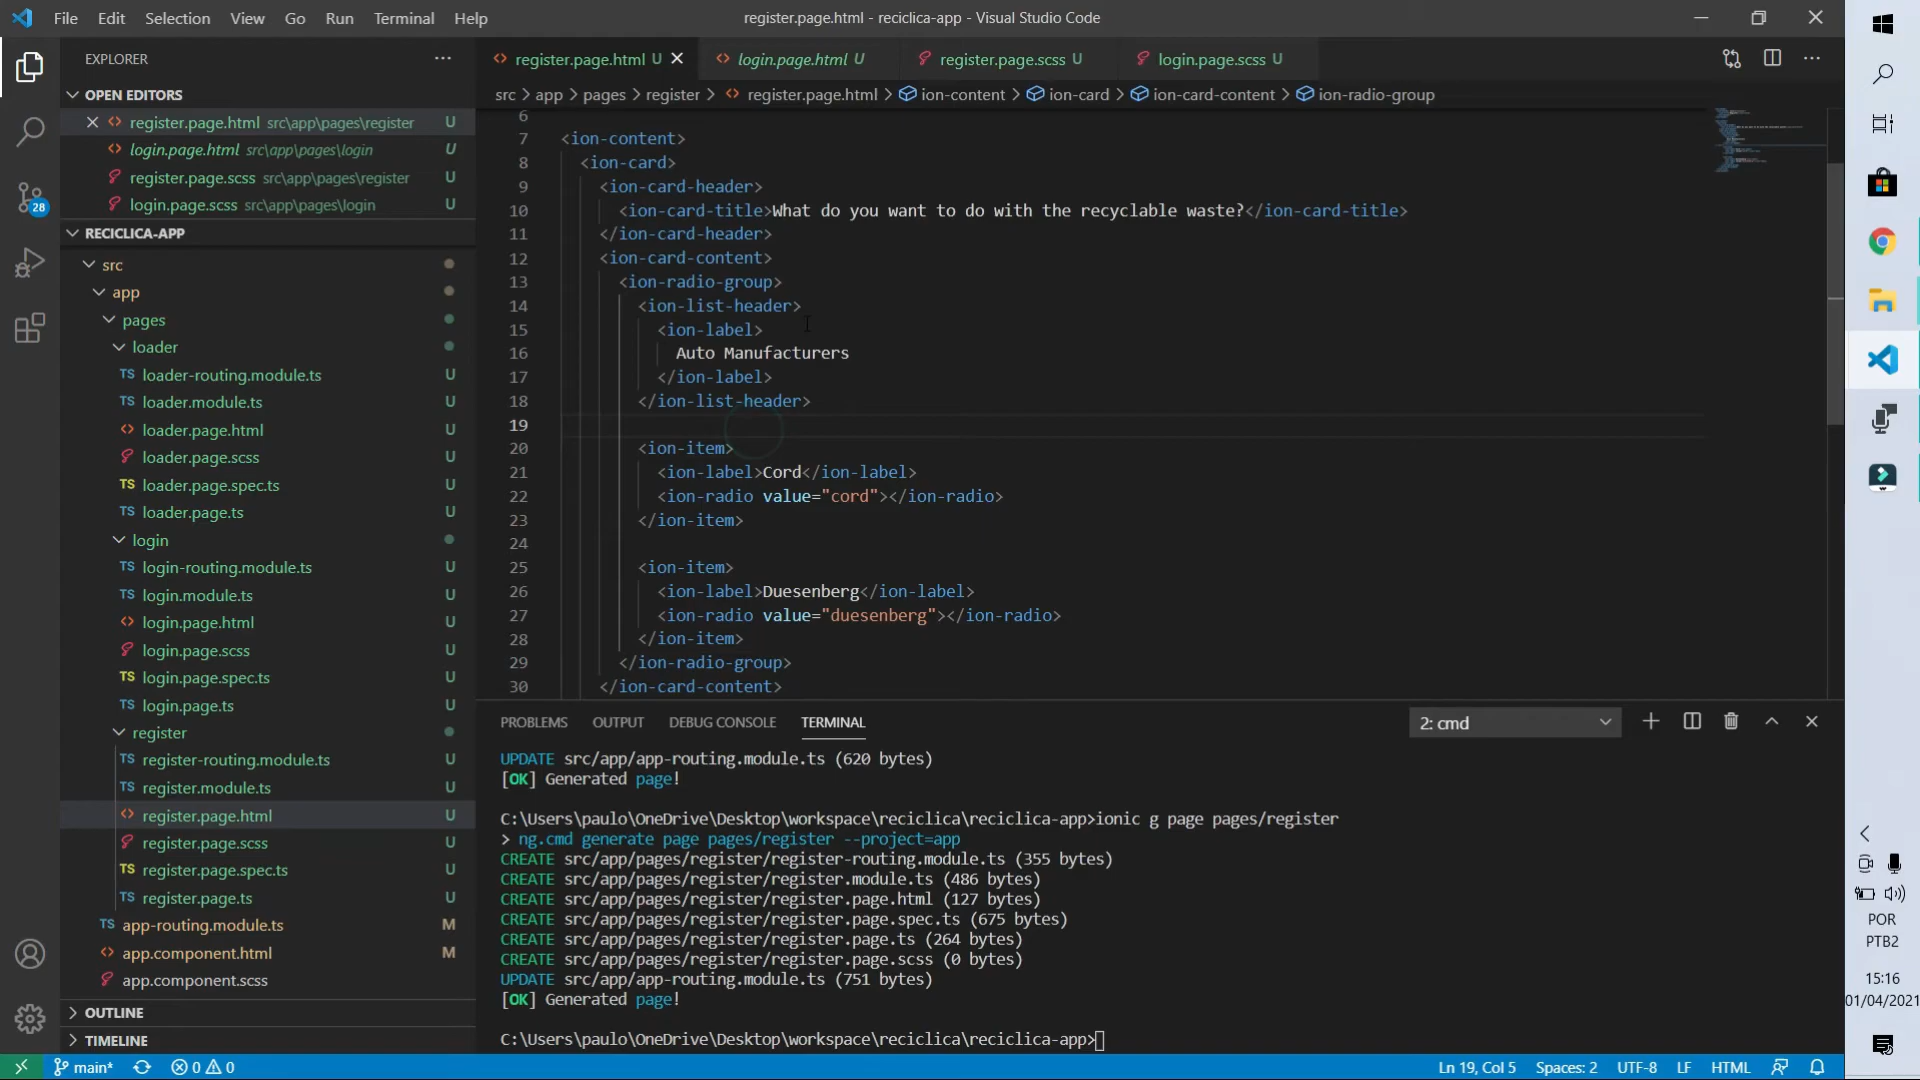 File Edit Selection View Go Run Terminal Help
register.page.html - reciclica-app - Visual Studio Code
EXPLORER
OPEN EDITORS
register.page.html src\app\pages\register U
login.page.html src\app\pages\login U
register.page.scss src\app\pages\register U
login.page.scss src\app\pages\login U
RECICLICA-APP
src
app
pages
loader
loader-routing.module.ts U
loader.module.ts U
loader.page.html U
loader.page.scss U
loader.page.spec.ts U
loader.page.ts U
login
login-routing.module.ts U
login.module.ts U
login.page.html U
login.page.scss U
login.page.spec.ts U
login.page.ts U
register
register-routing.module.ts U
register.module.ts U
register.page.html U
register.page.scss U
register.page.spec.ts U
register.page.ts U
app-routing.module.ts M
app.component.html M
app.component.scss
OUTLINE
TIMELINE
28
register.page.html U login.page.html U register.page.scss U login.page.scss U
src > app > pages > register > register.page.html > ion-content > ion-card > ion-card-content > ion-radio-group
6
7 <ion-content>
8 <ion-card>
9 <ion-card-header>
10 <ion-card-title>What do you want to do with the recyclable waste?</ion-card-title>
11 </ion-card-header>
12 <ion-card-content>
13 <ion-radio-group>
14 <ion-list-header>
15 <ion-label>
16 Auto Manufacturers
17 </ion-label>
18 </ion-list-header>
19
20 <ion-item>
21 <ion-label>Cord</ion-label>
22 <ion-radio value="cord"></ion-radio>
23 </ion-item>
24
25 <ion-item>
26 <ion-label>Duesenberg</ion-label>
27 <ion-radio value="duesenberg"></ion-radio>
28 </ion-item>
29 </ion-radio-group>
30 </ion-card-content>
PROBLEMS OUTPUT DEBUG CONSOLE TERMINAL 2: cmd
UPDATE src/app/app-routing.module.ts (620 bytes)
[OK] Generated page!
C:\Users\paulo\OneDrive\Desktop\workspace\reciclica\reciclica-app>ionic g page pages/register
> ng.cmd generate page pages/register --project=app
CREATE src/app/pages/register/register-routing.module.ts (355 bytes)
CREATE src/app/pages/register/register.module.ts (486 bytes)
CREATE src/app/pages/register/register.page.html (127 bytes)
CREATE src/app/pages/register/register.page.spec.ts (675 bytes)
CREATE src/app/pages/register/register.page.ts (264 bytes)
CREATE src/app/pages/register/register.page.scss (0 bytes)
UPDATE src/app/app-routing.module.ts (751 bytes)
[OK] Generated page!
C:\Users\paulo\OneDrive\Desktop\workspace\reciclica\reciclica-app>
main* 0 0 Ln 19, Col 5 Spaces: 2 UTF-8 LF HTML
POR
PTB2
15:16
01/04/2021